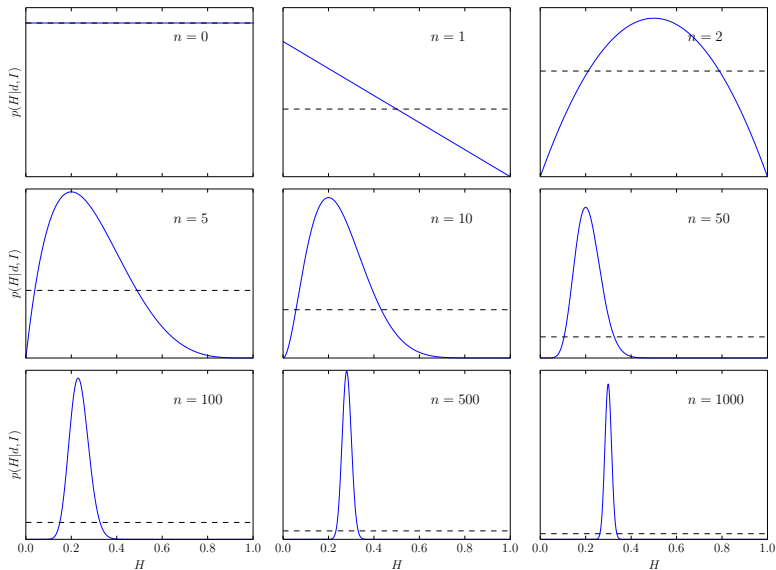 n = 0
n = 1
n = 2
p(H|d, I)
n = 5
n = 10
n = 50
p(H|d, I)
n = 100
n = 500
n = 1000
p(H|d, I)
0.0 0.2 0.4 0.6 0.8 1.0
0.0 0.2 0.4 0.6 0.8 1.0
0.0 0.2 0.4 0.6 0.8 1.0
H
H
H